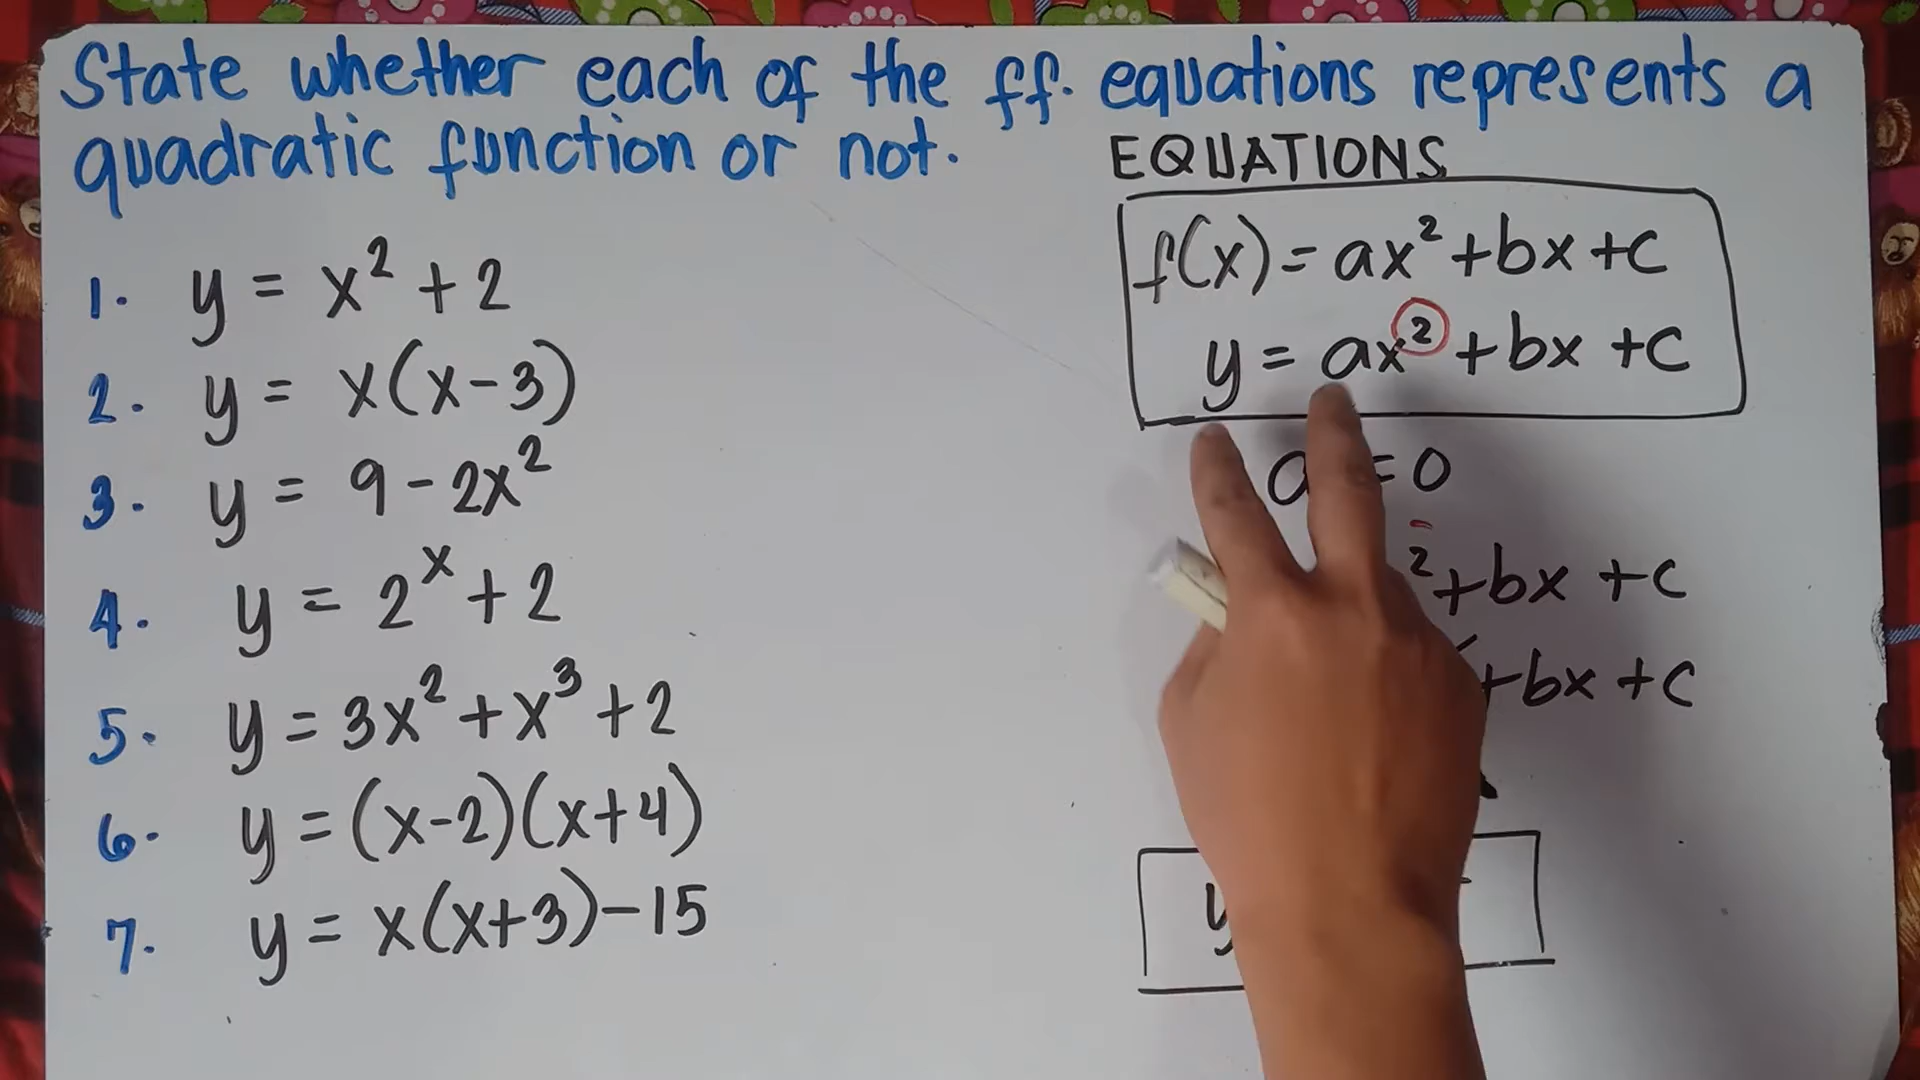 State whether each of the ff. equations represents a
quadratic function or not.
EQUATIONS
f(x) = ax² + bx + c
y = ax² + bx + c
1. y = x² + 2
2. y = x(x-3)
3. y = 9 - 2x²
4. y = 2ˣ + 2
5. y = 3x² + x³ + 2
6. y = (x-2)(x+4)
7. y = x(x+3) - 15
a = 0
² + bx + c
+ bx + c
y